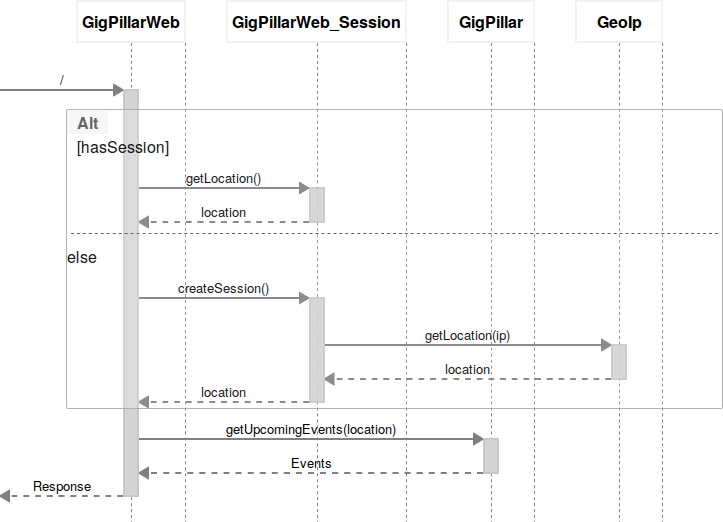 GigPillarWeb
GigPillarWeb_Session
GigPillar
GeoIp
/
Alt
[hasSession]
getLocation()
location
else
createSession()
getLocation(ip)
location
location
getUpcomingEvents(location)
Events
Response